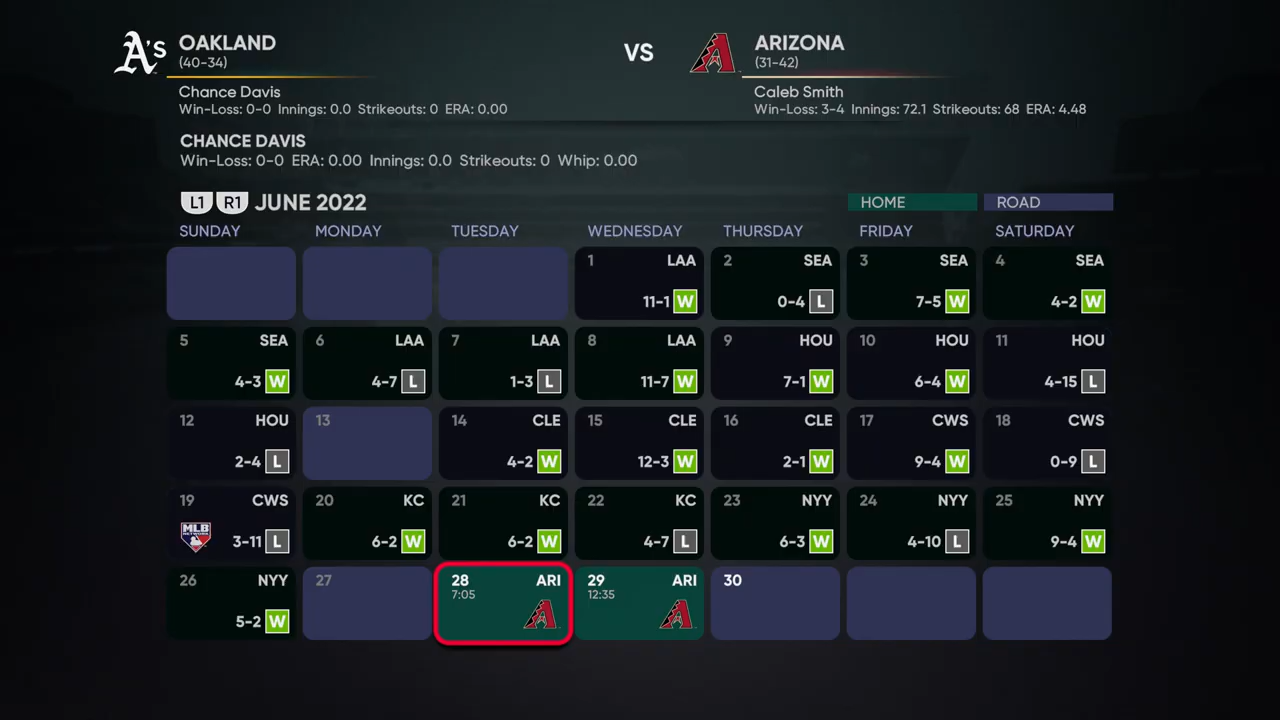 A's OAKLAND VS ARIZONA
(40-34) (31-42)
Chance Davis Caleb Smith
Win-Loss: 0-0 Innings: 0.0 Strikeouts: 0 ERA: 0.00 Win-Loss: 3-4 Innings: 72.1 Strikeouts: 68 ERA: 4.48
CHANCE DAVIS
Win-Loss: 0-0 ERA: 0.00 Innings: 0.0 Strikeouts: 0 Whip: 0.00
L1 R1 JUNE 2022 HOME ROAD
SUNDAY MONDAY TUESDAY WEDNESDAY THURSDAY FRIDAY SATURDAY
1 LAA 2 SEA 3 SEA 4 SEA
11-1 W 0-4 L 7-5 W 4-2 W
5 SEA 6 LAA 7 LAA 8 LAA 9 HOU 10 HOU 11 HOU
4-3 W 4-7 L 1-3 L 11-7 W 7-1 W 6-4 W 4-15 L
12 HOU 13 14 CLE 15 CLE 16 CLE 17 CWS 18 CWS
2-4 L 4-2 W 12-3 W 2-1 W 9-4 W 0-9 L
19 CWS 20 KC 21 KC 22 KC 23 NYY 24 NYY 25 NYY
MLB NETWORK 3-11 L 6-2 W 6-2 W 4-7 L 6-3 W 4-10 L 9-4 W
26 NYY 27 28 ARI 29 ARI 30
7:05 12:35
5-2 W